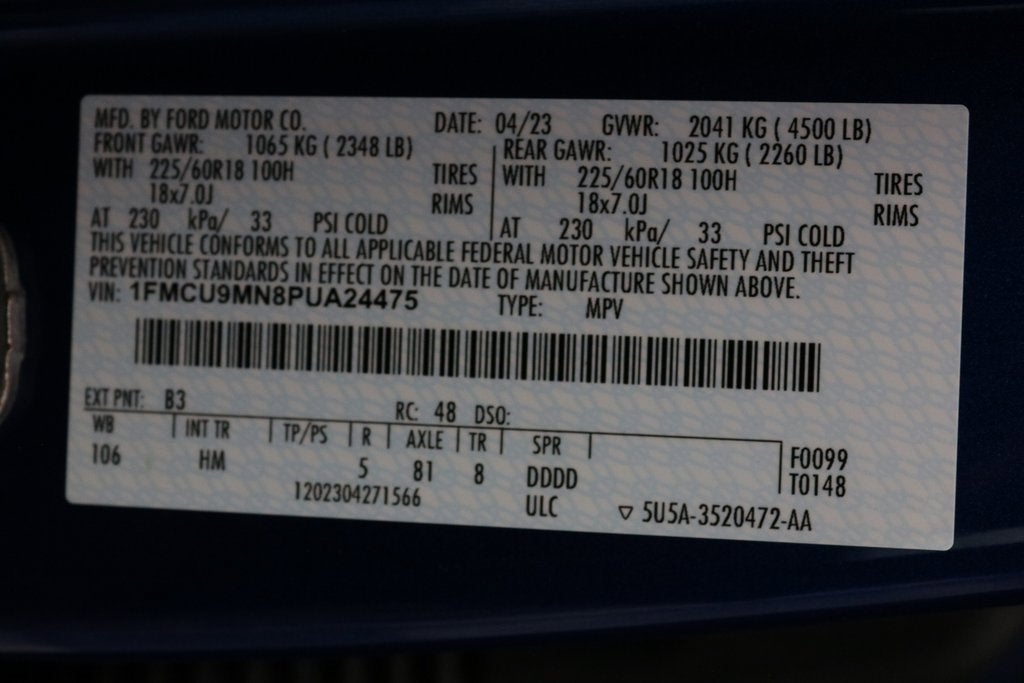 MFD. BY FORD MOTOR CO. DATE: 04/23 GVWR: 2041 KG ( 4500 LB)
FRONT GAWR: 1065 KG ( 2348 LB) REAR GAWR: 1025 KG ( 2260 LB)
WITH 225/60R18 100H TIRES WITH 225/60R18 100H TIRES
18x7.0J RIMS 18x7.0J RIMS
AT 230 kPa/ 33 PSI COLD AT 230 kPa/ 33 PSI COLD
THIS VEHICLE CONFORMS TO ALL APPLICABLE FEDERAL MOTOR VEHICLE SAFETY AND THEFT
PREVENTION STANDARDS IN EFFECT ON THE DATE OF MANUFACTURE SHOWN ABOVE.
VIN: 1FMCU9MN8PUA24475 TYPE: MPV
EXT PNT: B3 RC: 48 DSO:
WB INT TR TP/PS R AXLE TR SPR F0099
106 HM 5 81 8 DDDD T0148
1202304271566 ULC ▽ 5U5A-3520472-AA